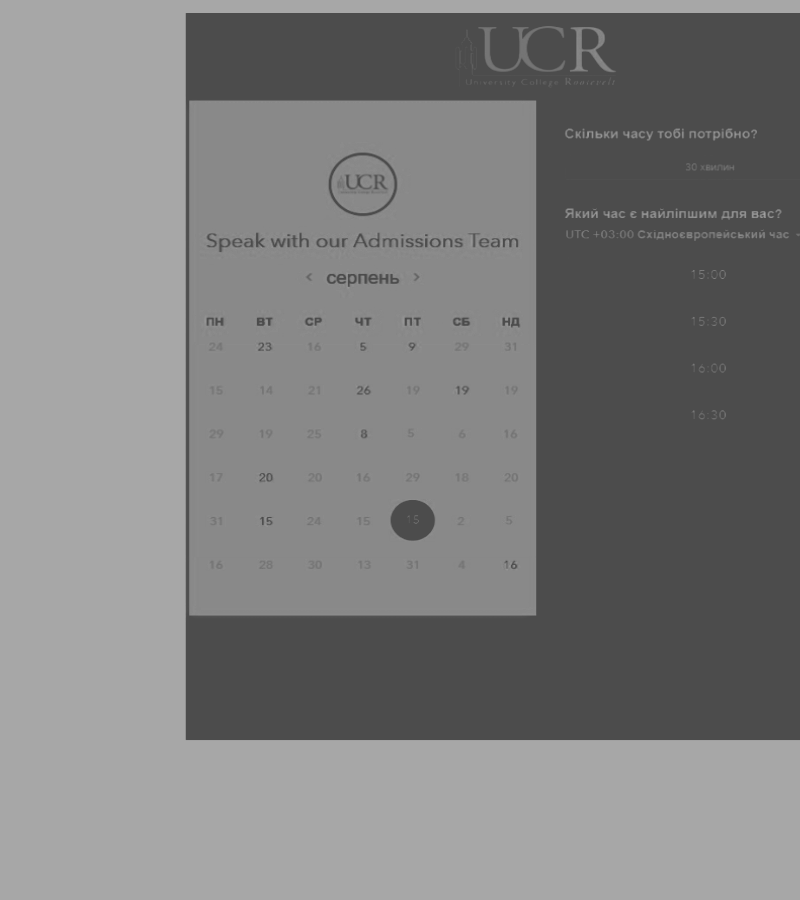 UCR
University College Roosevelt
UCR
Speak with our Admissions Team
< серпень >
ПН ВТ СР ЧТ ПТ СБ НД
24 23 16 5 9 29 31
15 14 21 26 19 19 19
29 19 25 8 5 6 16
17 20 20 16 29 18 20
31 15 24 15 15 2 5
16 28 30 13 31 4 16
Скільки часу тобі потрібно?
30 хвилин
Який час є найліпшим для вас?
UTC +03:00 Східноєвропейський час
15:00
15:30
16:00
16:30